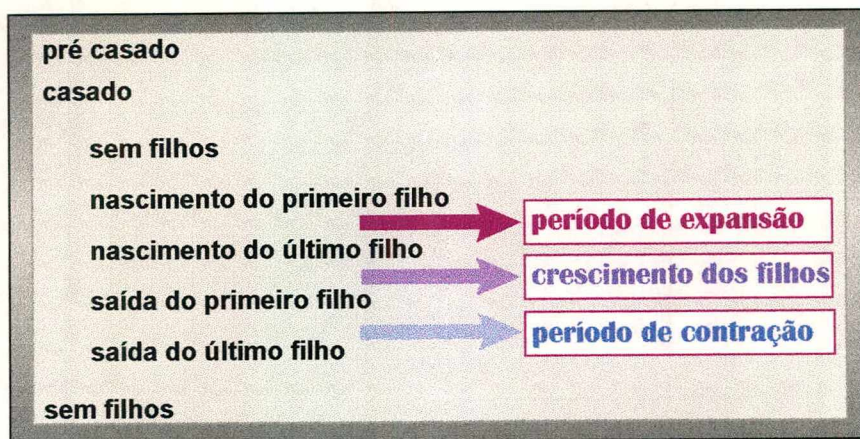 pré casado
casado
sem filhos
nascimento do primeiro filho
período de expansão
nascimento do último filho
crescimento dos filhos
saída do primeiro filho
período de contração
saída do último filho
sem filhos